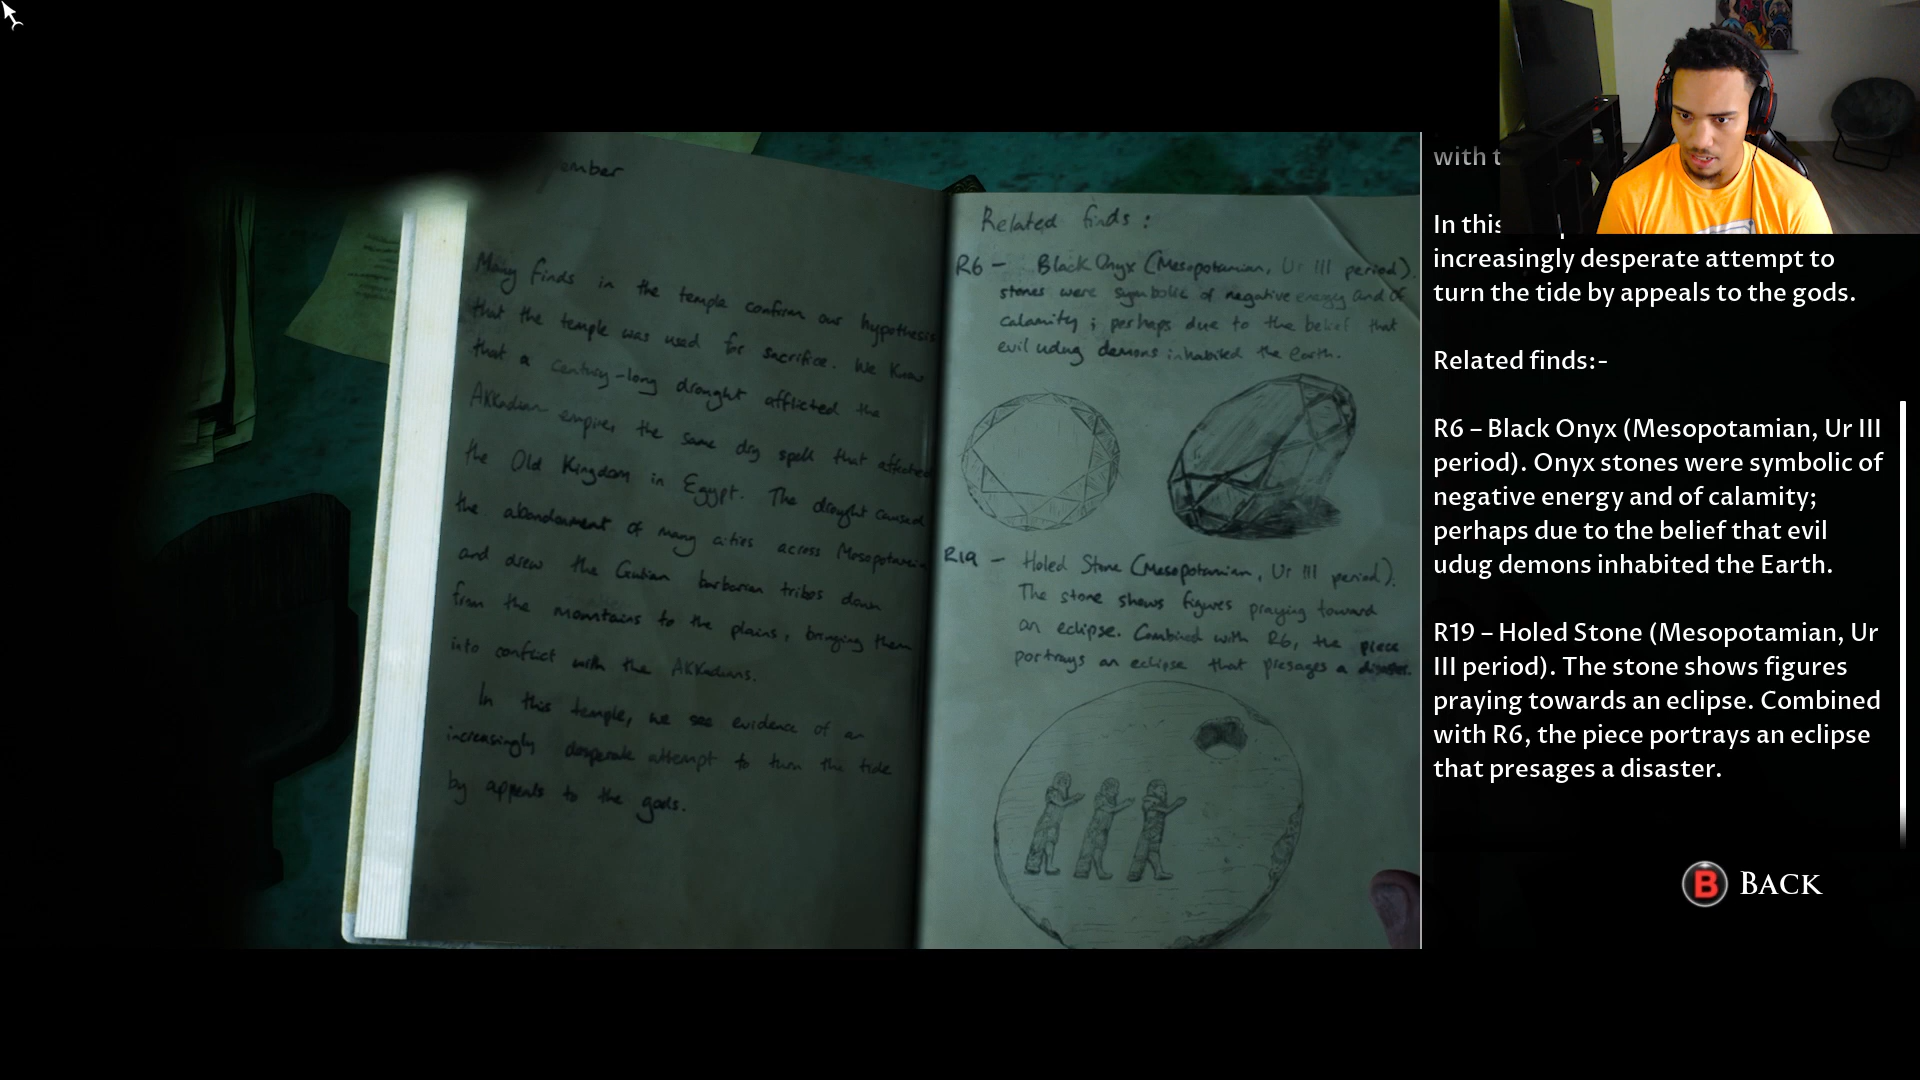 ember
Many finds in the temple confirm our hypothesis
that the temple was used for sacrifice. We know
that a century-long drought afflicted the
Akkadian empire, the same dry spell that affected
the Old Kingdom in Egypt. The drought caused
the abandonment of many cities across Mesopotamia
and drew the Gutian barbarian tribes down
from the mountains to the plains, bringing them
into conflict with the Akkadians.
In this temple, we see evidence of an
increasingly desperate attempt to turn the tide
by appeals to the gods.
Related finds:
R6 - Black Onyx (Mesopotamian, Ur III period).
stones were symbolic of negative energy and of
calamity; perhaps due to the belief that
evil udug demons inhabited the earth.
R19 - Holed Stone (Mesopotamian, Ur III period).
The stone shows figures praying toward
an eclipse. Combined with R6, the piece
portrays an eclipse that presages a disaster.
with t
In this
increasingly desperate attempt to
turn the tide by appeals to the gods.
Related finds:-
R6 – Black Onyx (Mesopotamian, Ur III
period). Onyx stones were symbolic of
negative energy and of calamity;
perhaps due to the belief that evil
udug demons inhabited the Earth.
R19 – Holed Stone (Mesopotamian, Ur
III period). The stone shows figures
praying towards an eclipse. Combined
with R6, the piece portrays an eclipse
that presages a disaster.
B BACK